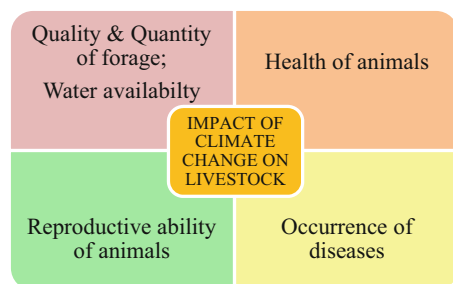 Quality & Quantity
of forage;
Water availabilty
Health of animals
IMPACT OF
CLIMATE
CHANGE ON
LIVESTOCK
Reproductive ability
of animals
Occurrence of
diseases